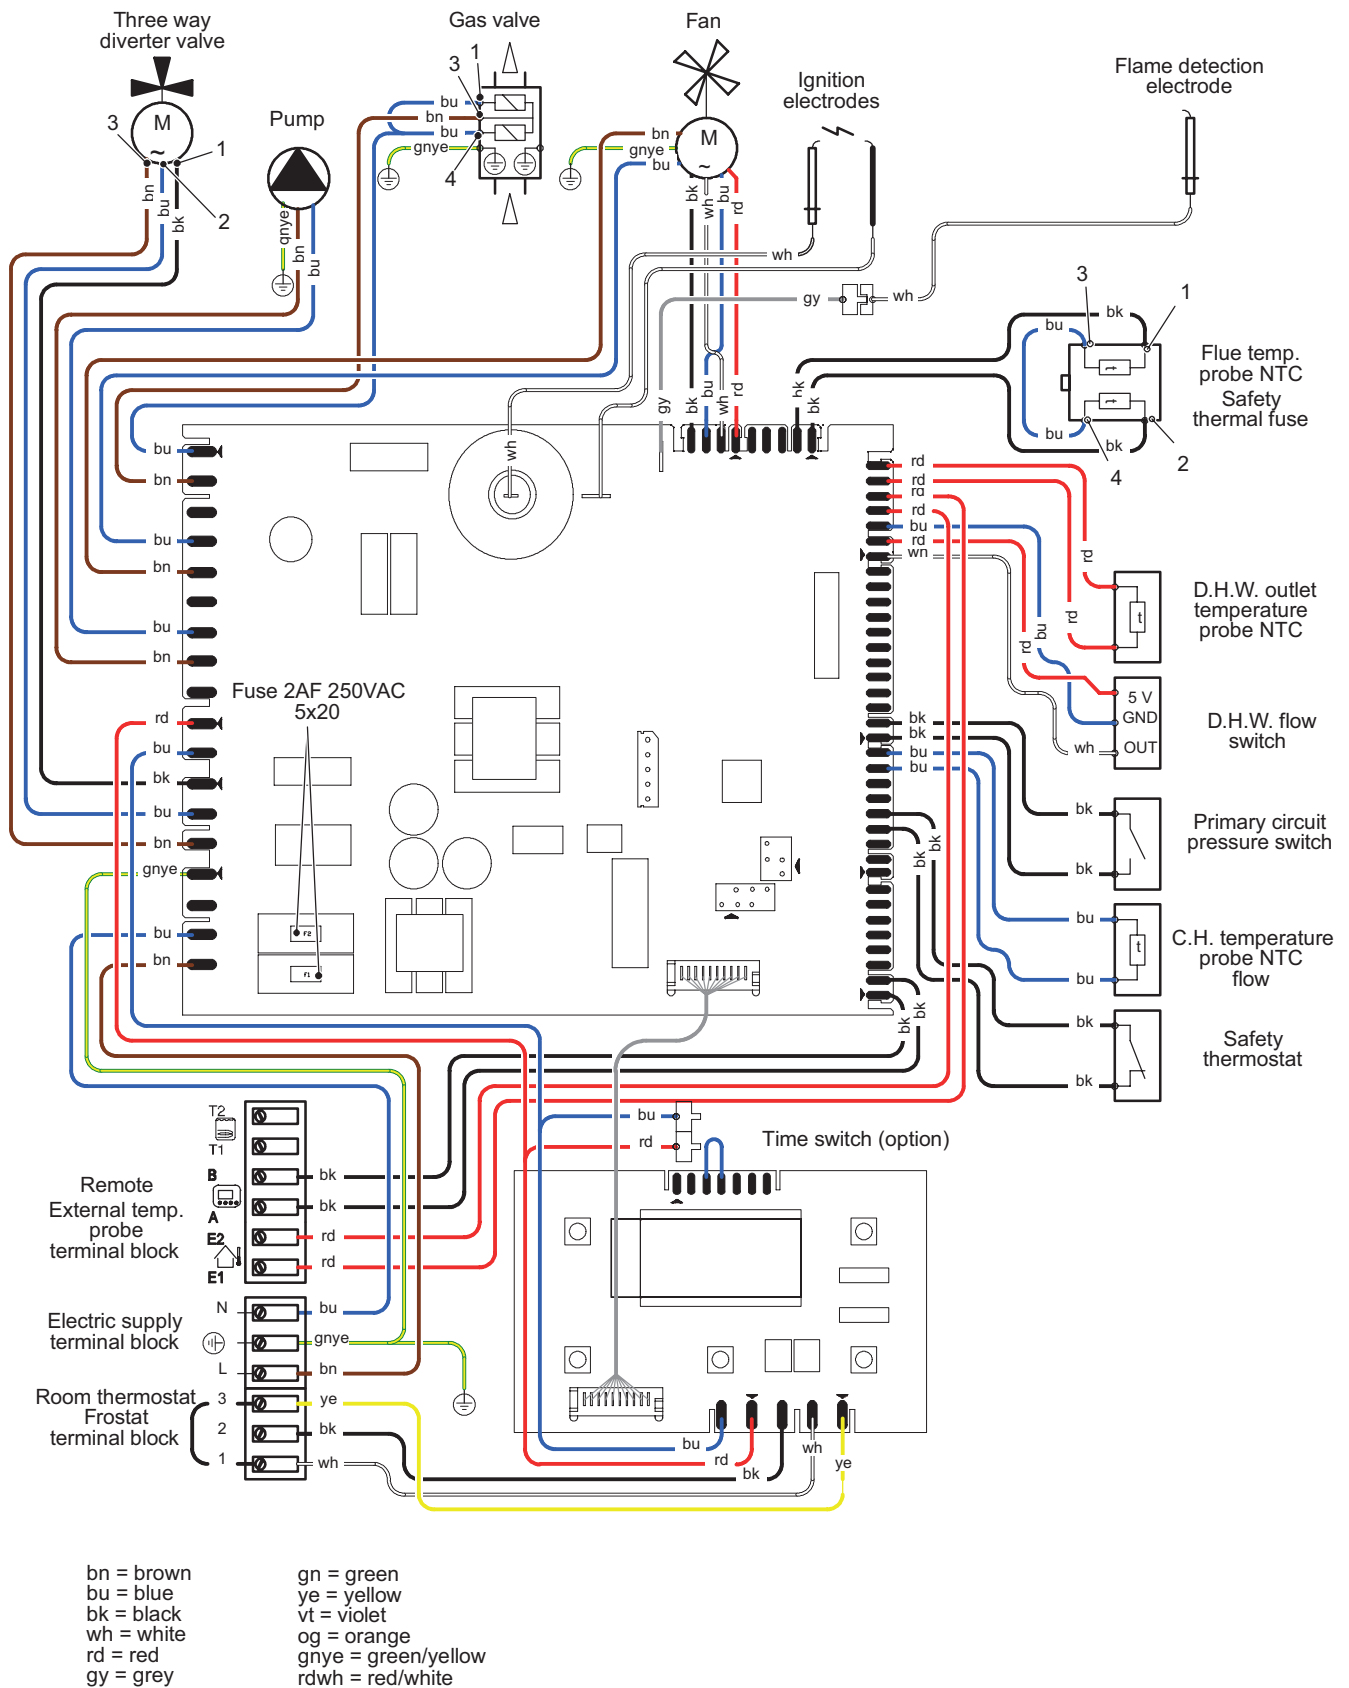 Three way
diverter valve
Gas valve
Fan
Ignition
electrodes
Flame detection
electrode
Pump
M
~
3
1
2
bn
bu
bk
gnye
bn
bu
1
3
4
bu
bn
bu
gnye
M
~
bn
gnye
bu
bk
wh
bu
rd
wh
gy
wh
3
1
bk
bu
bu
bk
4
2
Flue temp.
probe NTC
Safety
thermal fuse
gy
bk
bu
wh
rd
bk
bk
wh
bu
bn
bu
bn
bu
bn
rd
bu
bk
bu
bn
gnye
bu
bn
Fuse 2AF 250VAC
5x20
F2
F1
rd
rd
rd
rd
bu
rd
wn
rd
rd
bu
rd
t
D.H.W. outlet
temperature
probe NTC
5 V
GND
OUT
wh
D.H.W. flow
switch
bk
bk
bu
bu
bk
bk
Primary circuit
pressure switch
bk
bk
bu
bu
t
C.H. temperature
probe NTC
flow
bk
bk
bk
bk
Safety
thermostat
bu
rd
Time switch (option)
T2
T1
B
A
E2
E1
bk
bk
rd
rd
Remote
External temp.
probe
terminal block
N
L
bu
gnye
bn
Electric supply
terminal block
3
2
1
ye
bk
wh
Room thermostat
Frostat
terminal block
bu
rd
bk
wh
ye
bn = brown
bu = blue
bk = black
wh = white
rd = red
gy = grey
gn = green
ye = yellow
vt = violet
og = orange
gnye = green/yellow
rdwh = red/white